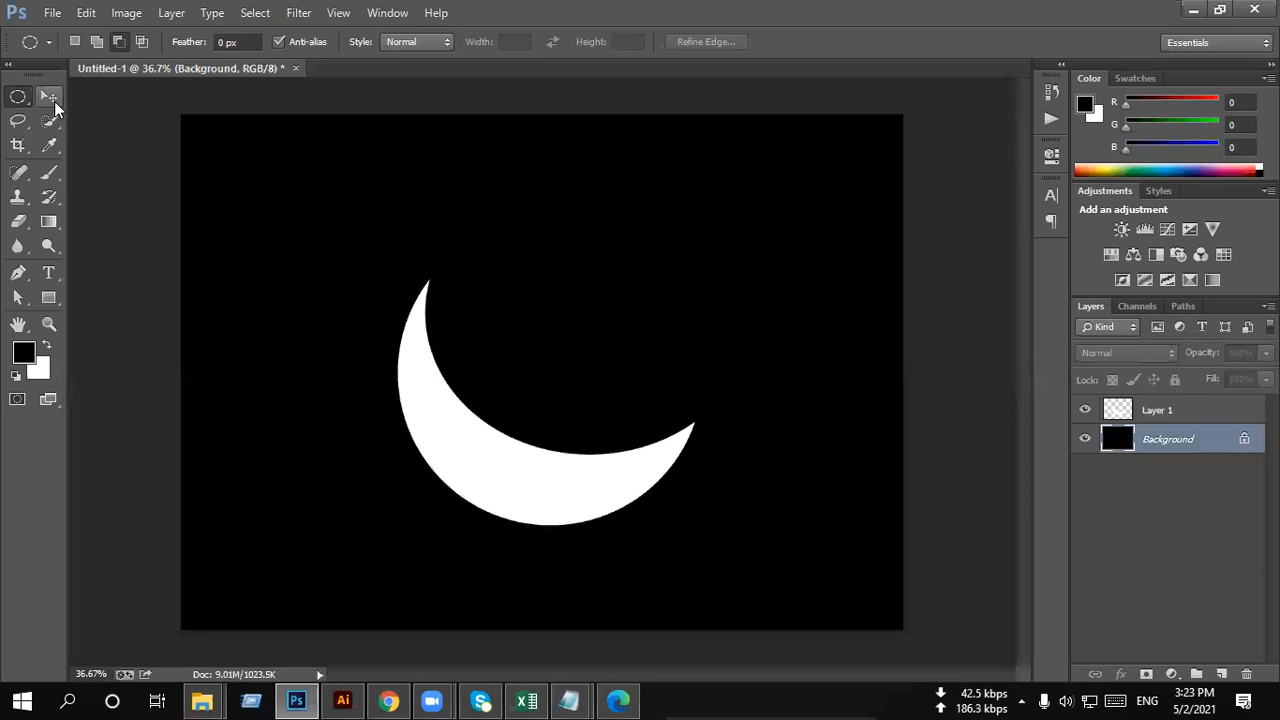 Ps File Edit Image Layer Type Select Filter View Window Help
Feather: 0 px Anti-alias Style: Normal Width: Height: Refine Edge... Essentials
Untitled-1 @ 36.7% (Background, RGB/8) * ×
Color Swatches
R 0
G 0
B 0
Adjustments Styles
Add an adjustment
Layers Channels Paths
Kind
Normal Opacity:
Lock: Fill:
Layer 1
Background
36.67% Doc: 9.01M/1023.5K
Ps Ai
42.5 kbps
186.3 kbps
ENG
3:23 PM
5/2/2021